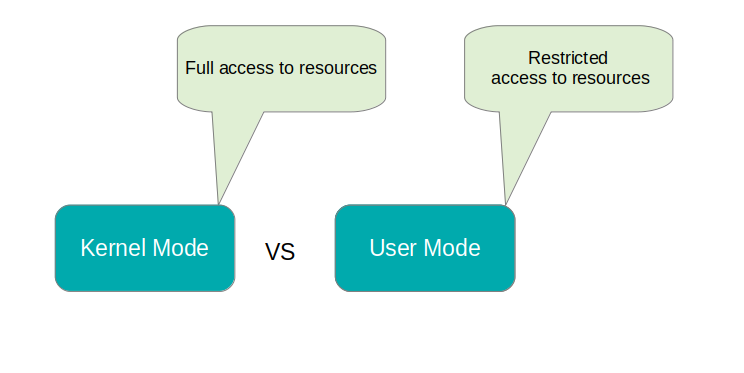 Full access to resources
Restricted
access to resources
Kernel Mode
VS
User Mode